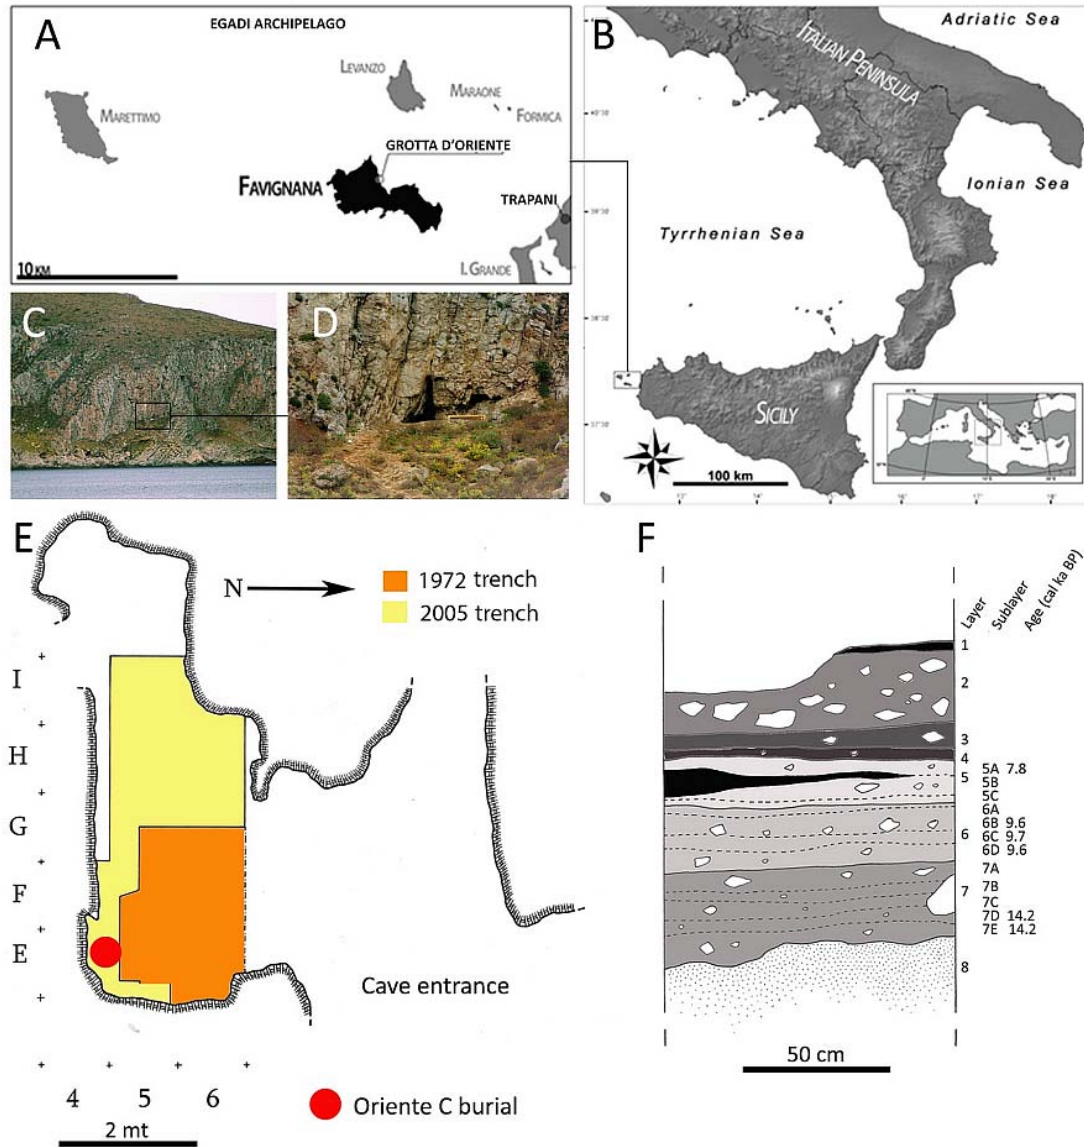 A
EGADI ARCHIPELAGO
LEVANZO
MARAONE
FORMICA
MARETTIMO
GROTTA D'ORIENTE
FAVIGNANA
TRAPANI
I. GRANDE
10 KM
B
Adriatic Sea
ITALIAN PENINSULA
Ionian Sea
Tyrrhenian Sea
SICILY
100 km
C
D
E
N
1972 trench
2005 trench
I
H
G
F
E
Cave entrance
4 5 6
2 mt
Oriente C burial
F
Layer Sublayer Age (cal ka BP)
1
2
3
4
5A 7.8
5
5B
5C
6A
6B 9.6
6 6C 9.7
6D 9.6
7A
7B
7
7C
7D 14.2
7E 14.2
8
50 cm